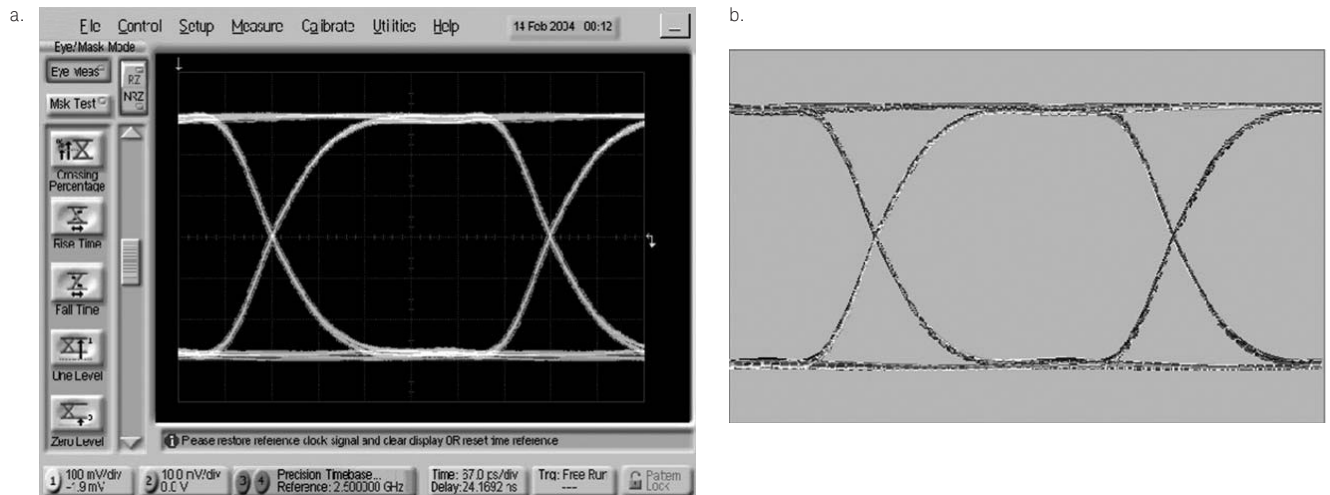 a.
b.
File Control Setup Measure Calibrate Utilities Help 14 Feb 2004 00:12
Eye/Mask Mode
Eye Meas
RZ
NRZ
Msk Test
Crossing
Percentage
Rise Time
Fall Time
One Level
Zero Level
Please restore reference clock signal and clear display OR reset time reference
1 100 mV/div
-1.9 mV
2 10.0 mV/div
0.0 V
3 4 Precision Timebase...
Reference: 2.500000 GHz
Time: 67.0 ps/div
Delay: 24.1692 ns
Trg: Free Run
---
Pattern
Lock